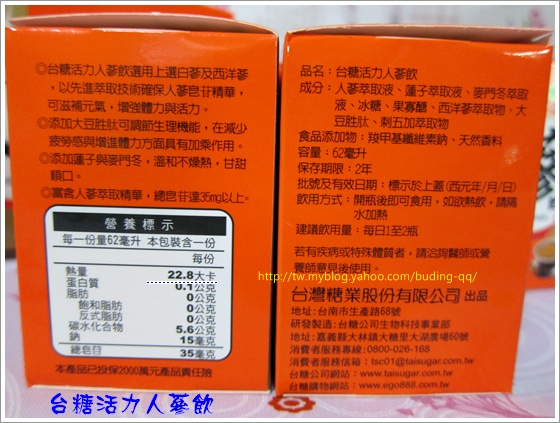 ◎台糖活力人蔘飲選用上選白蔘及西洋蔘
，以先進萃取技術確保人蔘皂甘精華，
可滋補元氣，增強體力與活力。
◎添加大豆胜肽可調節生理機能，在減少
疲勞感與增進體力方面具有加乘作用。
◎添加蓮子與麥門冬，溫和不燥熱，甘甜
順口。
◎富含人蔘萃取精華，總皂甘達35mg以上。
營養標示
每一份量62毫升 本包裝含一份
每份
熱量 22.8大卡
蛋白質 0.1公克
脂肪 0公克
飽和脂肪 0公克
反式脂肪 0公克
碳水化合物 5.6公克
鈉 15毫克
總皂甘 35毫克
本產品已投保2000萬元產品責任險
品名：台糖活力人蔘飲
成分：人蔘萃取液、蓮子萃取液、麥門冬萃取
液、冰糖、果寡醣、西洋蔘萃取物、大
豆胜肽、刺五加萃取物
食品添加物：羧甲基纖維素鈉、天然香料
容量：62毫升
保存期限：2年
批號及有效日期：標示於上蓋(西元年/月/日)
飲用方式：開瓶後即可食用，如欲熱飲，請隔
水加熱
建議飲用量：每日1至2瓶
若有疾病或特殊體質者，請洽詢醫師或營
養師意見後使用。
http://tw.myblog.yahoo.com/buding-qq/
台灣糖業股份有限公司 出品
地址：台南市生產路68號
研發製造：台糖公司生物科技事業部
地址：嘉義縣大林鎮大糖里大湖農場60號
消費者服務專線：0800-026-168
消費者服務信箱：tsc01@taisugar.com.tw
台糖公司網站：www.taisugar.com.tw
台糖購物網站：www.ego888.com
台糖活力人蔘飲